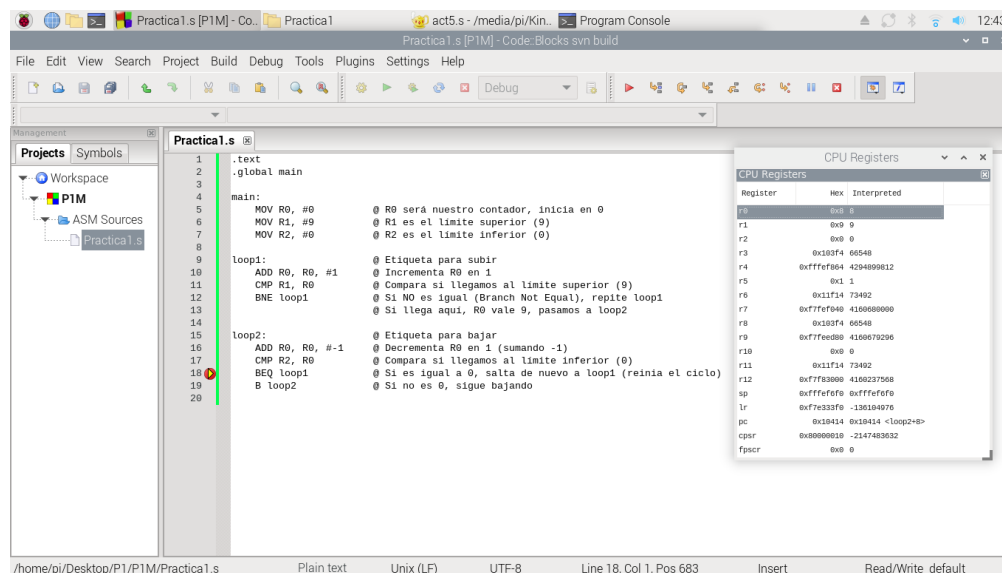 Practica1.s [P1M] - Co..
Practica1
act5.s - /media/pi/Kin..
Program Console
12:43
Practica1.s [P1M] - Code::Blocks svn build
File Edit View Search Project Build Debug Tools Plugins Settings Help
Debug
Management
Projects Symbols
Workspace
P1M
ASM Sources
Practica1.s
Practica1.s
1 .text
2 .global main
3
4 main:
5 MOV R0, #0 @ R0 será nuestro contador, inicia en 0
6 MOV R1, #9 @ R1 es el límite superior (9)
7 MOV R2, #0 @ R2 es el límite inferior (0)
8
9 loop1: @ Etiqueta para subir
10 ADD R0, R0, #1 @ Incrementa R0 en 1
11 CMP R1, R0 @ Compara si llegamos al límite superior (9)
12 BNE loop1 @ Si NO es igual (Branch Not Equal), repite loop1
13 @ Si llega aquí, R0 vale 9, pasamos a loop2
14
15 loop2: @ Etiqueta para bajar
16 ADD R0, R0, #-1 @ Decrementa R0 en 1 (sumando -1)
17 CMP R2, R0 @ Compara si llegamos al límite inferior (0)
18 BEQ loop1 @ Si es igual a 0, salta de nuevo a loop1 (reinia el ciclo)
19 B loop2 @ Si no es 0, sigue bajando
20
CPU Registers
CPU Registers
Register Hex Interpreted
r0 0x8 8
r1 0x9 9
r2 0x0 0
r3 0x103f4 66548
r4 0xfffef864 4294899812
r5 0x1 1
r6 0x11f14 73492
r7 0xf7fef040 4160680000
r8 0x103f4 66548
r9 0xf7feed80 4160679296
r10 0x0 0
r11 0x11f14 73492
r12 0xf7f83000 4160237568
sp 0xfffef6f0 0xfffef6f0
lr 0xf7e333f0 -136104976
pc 0x10414 0x10414 <loop2+8>
cpsr 0x80000010 -2147483632
fpscr 0x0 0
/home/pi/Desktop/P1/P1M/Practica1.s
Plain text
Unix (LF)
UTF-8
Line 18, Col 1, Pos 683
Insert
Read/Write default